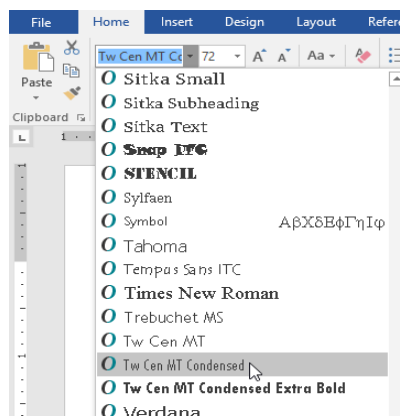 File Home Insert Design Layout Refer
Tw Cen MT Co 72 A A Aa
Paste
Clipboard
L 1
O Sitka Small
O Sitka Subheading
O Sitka Text
O Snap ITC
O STENCIL
O Sylfaen
O Symbol ΑβΧδΕφΓηΙφ
O Tahoma
O Tempus Sans ITC
O Times New Roman
O Trebuchet MS
O Tw Cen MT
O Tw Cen MT Condensed
O Tw Cen MT Condensed Extra Bold
O Verdana